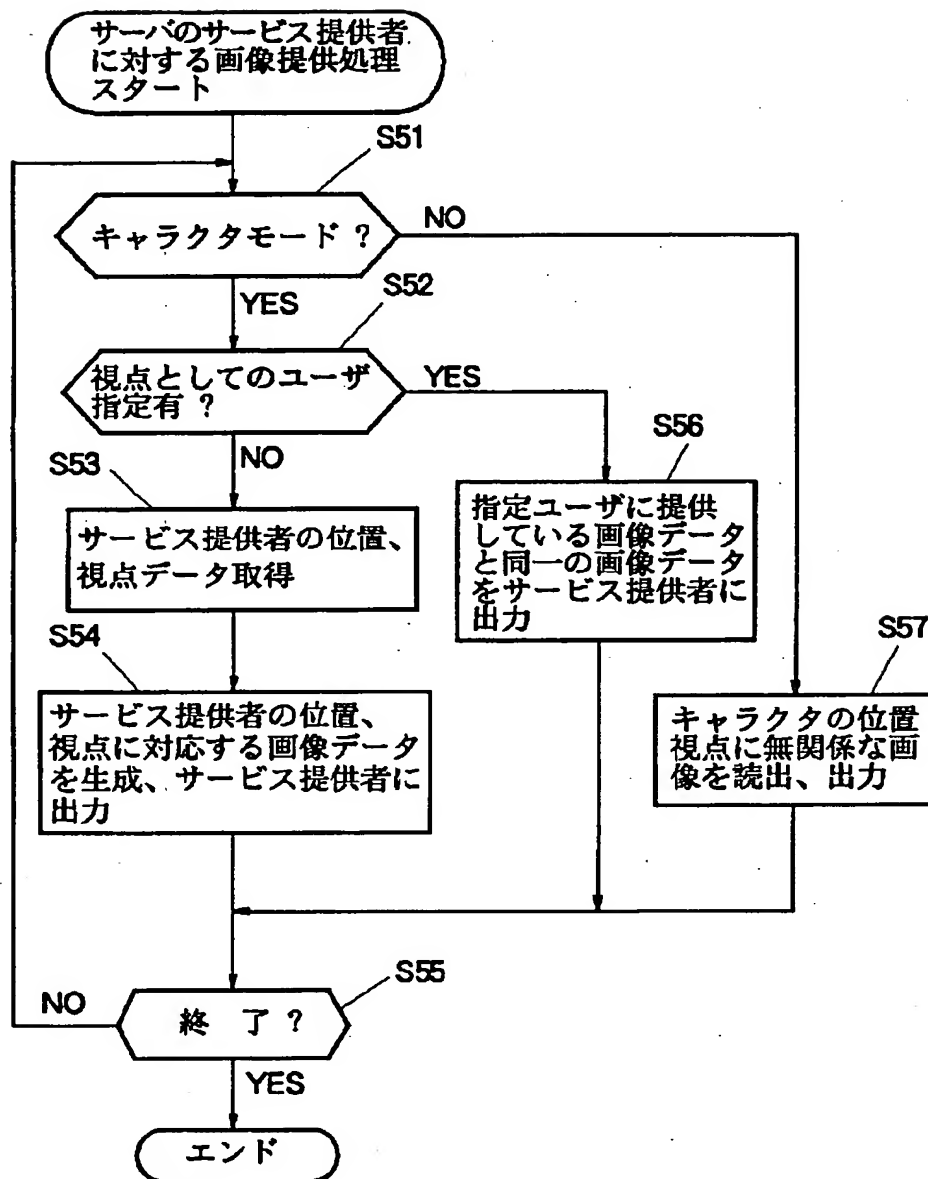 サーバのサービス提供者
に対する画像提供処理
スタート
S51
キャラクタモード?
NO
YES
S52
視点としてのユーザ
指定有?
YES
NO
S53
サービス提供者の位置、
視点データ取得
S56
指定ユーザに提供
している画像データ
と同一の画像データ
をサービス提供者に
出力
S54
サービス提供者の位置、
視点に対応する画像データ
を生成、サービス提供者に
出力
S57
キャラクタの位置
視点に無関係な画
像を読出、出力
S55
NO
終 了?
YES
エンド